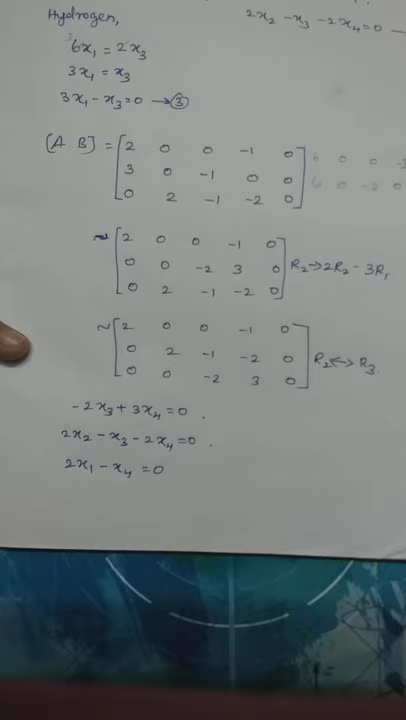 Hydrogen,
2x₂ - x₃ - 2x₄ = 0
6x₁ = 2x₃
3x₁ = x₃
3x₁ - x₃ = 0 → ③
[A B] = [2 0 0 -1 0
3 0 -1 0 0
0 2 -1 -2 0]
~ [2 0 0 -1 0
0 0 -2 3 0
0 2 -1 -2 0] R₂ → 2R₂ - 3R₁
~ [2 0 0 -1 0
0 2 -1 -2 0
0 0 -2 3 0] R₂ ↔ R₃
-2x₃ + 3x₄ = 0 .
2x₂ - x₃ - 2x₄ = 0 .
2x₁ - x₄ = 0